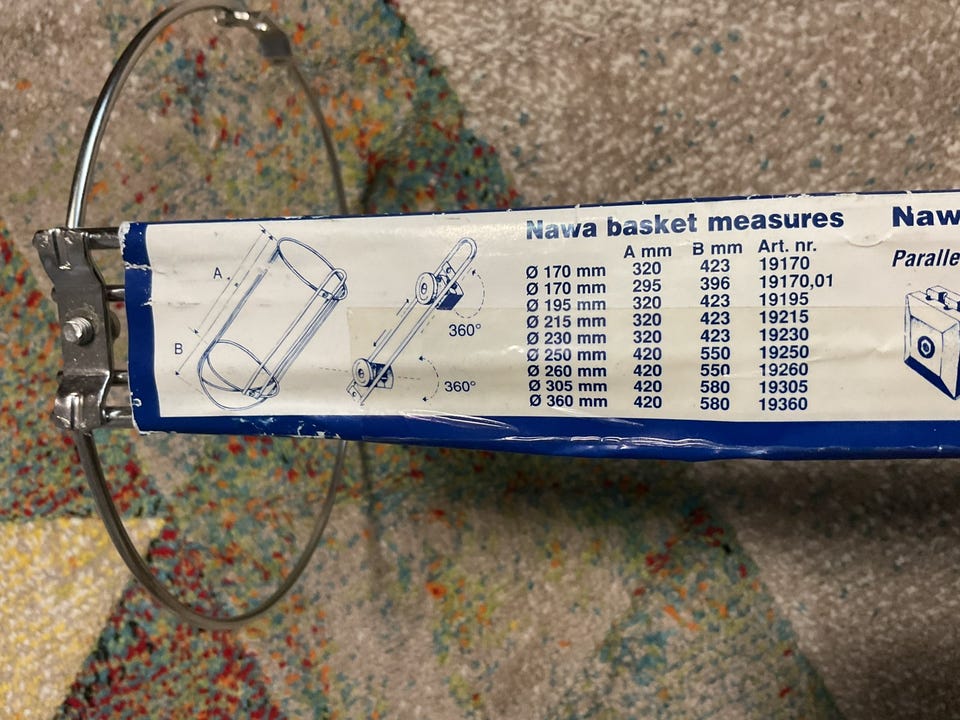 Nawa basket measures
A mm B mm Art. nr.
Ø 170 mm 320 423 19170
Ø 170 mm 295 396 19170,01
Ø 195 mm 320 423 19195
Ø 215 mm 320 423 19215
Ø 230 mm 320 423 19230
Ø 250 mm 420 550 19250
Ø 260 mm 420 550 19260
Ø 305 mm 420 580 19305
Ø 360 mm 420 580 19360
A
B
360°
360°
Naw
Paralle